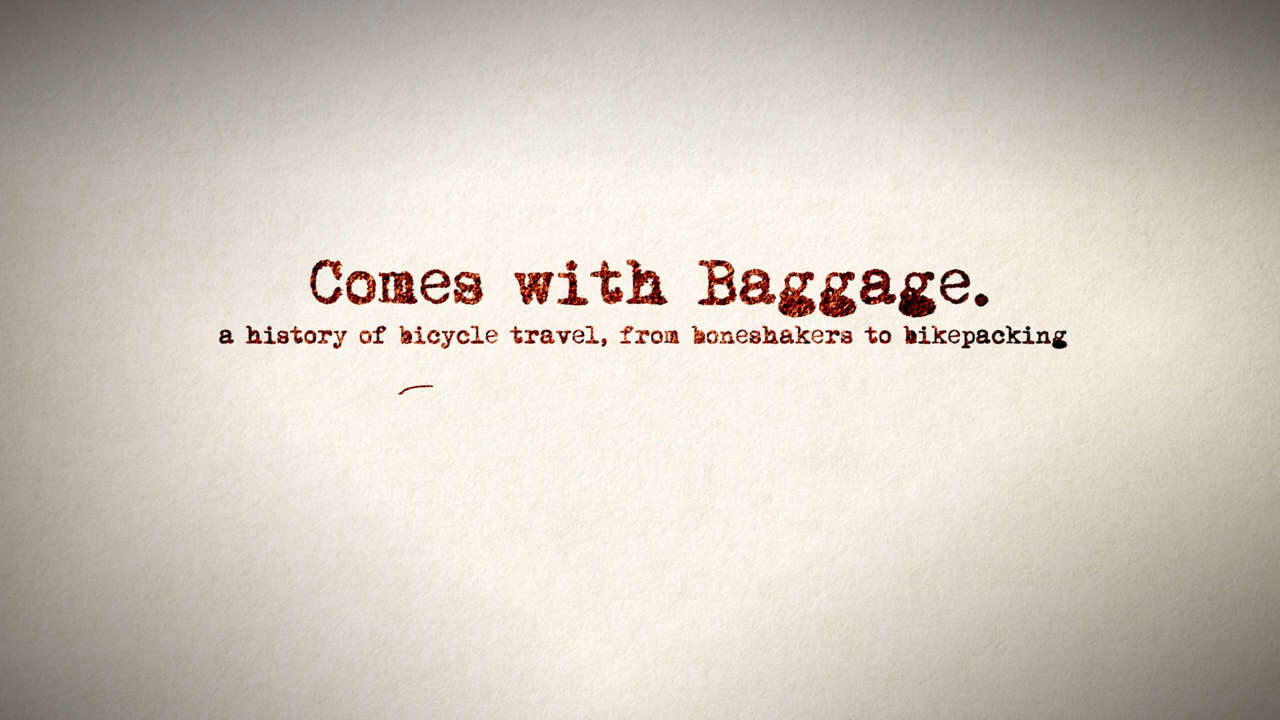 Comes with Baggage.
a history of bicycle travel, from boneshakers to bikepacking